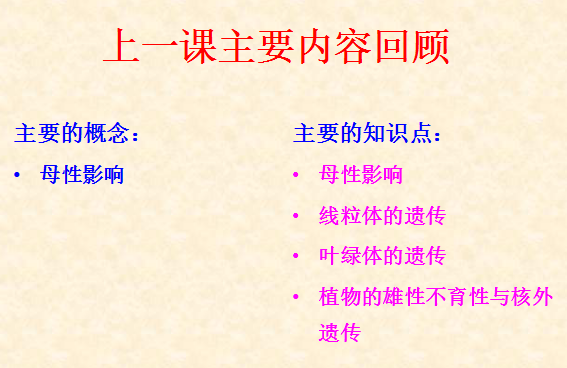 上一课主要内容回顾
主要的概念：
• 母性影响
主要的知识点：
• 母性影响
• 线粒体的遗传
• 叶绿体的遗传
• 植物的雄性不育性与核外
遗传